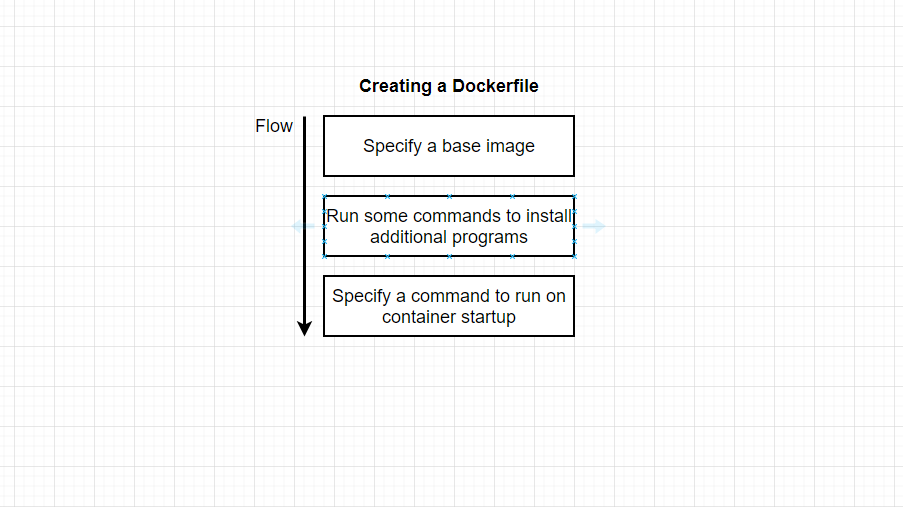 Creating a Dockerfile
Flow
Specify a base image
Run some commands to install
additional programs
Specify a command to run on
container startup